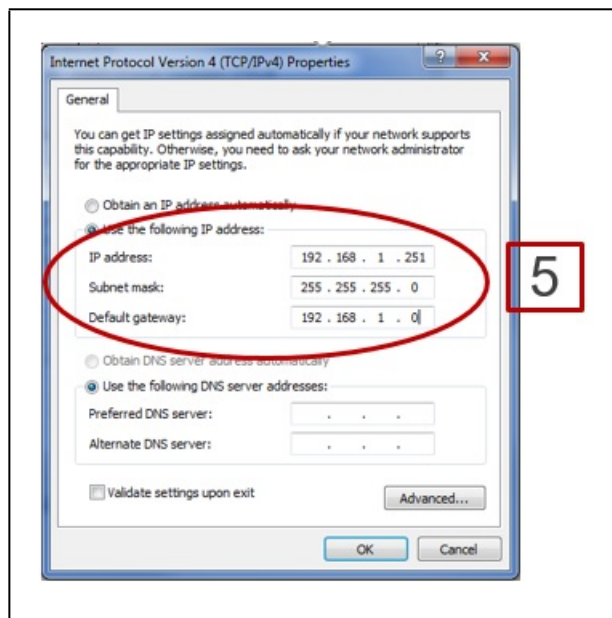 Internet Protocol Version 4 (TCP/IPv4) Properties
General
You can get IP settings assigned automatically if your network supports
this capability. Otherwise, you need to ask your network administrator
for the appropriate IP settings.
Obtain an IP address automatically
Use the following IP address:
IP address: 192 . 168 . 1 . 251
Subnet mask: 255 . 255 . 255 . 0
Default gateway: 192 . 168 . 1 . 0
5
Obtain DNS server address automatically
Use the following DNS server addresses:
Preferred DNS server: . . .
Alternate DNS server: . . .
Validate settings upon exit
Advanced...
OK Cancel